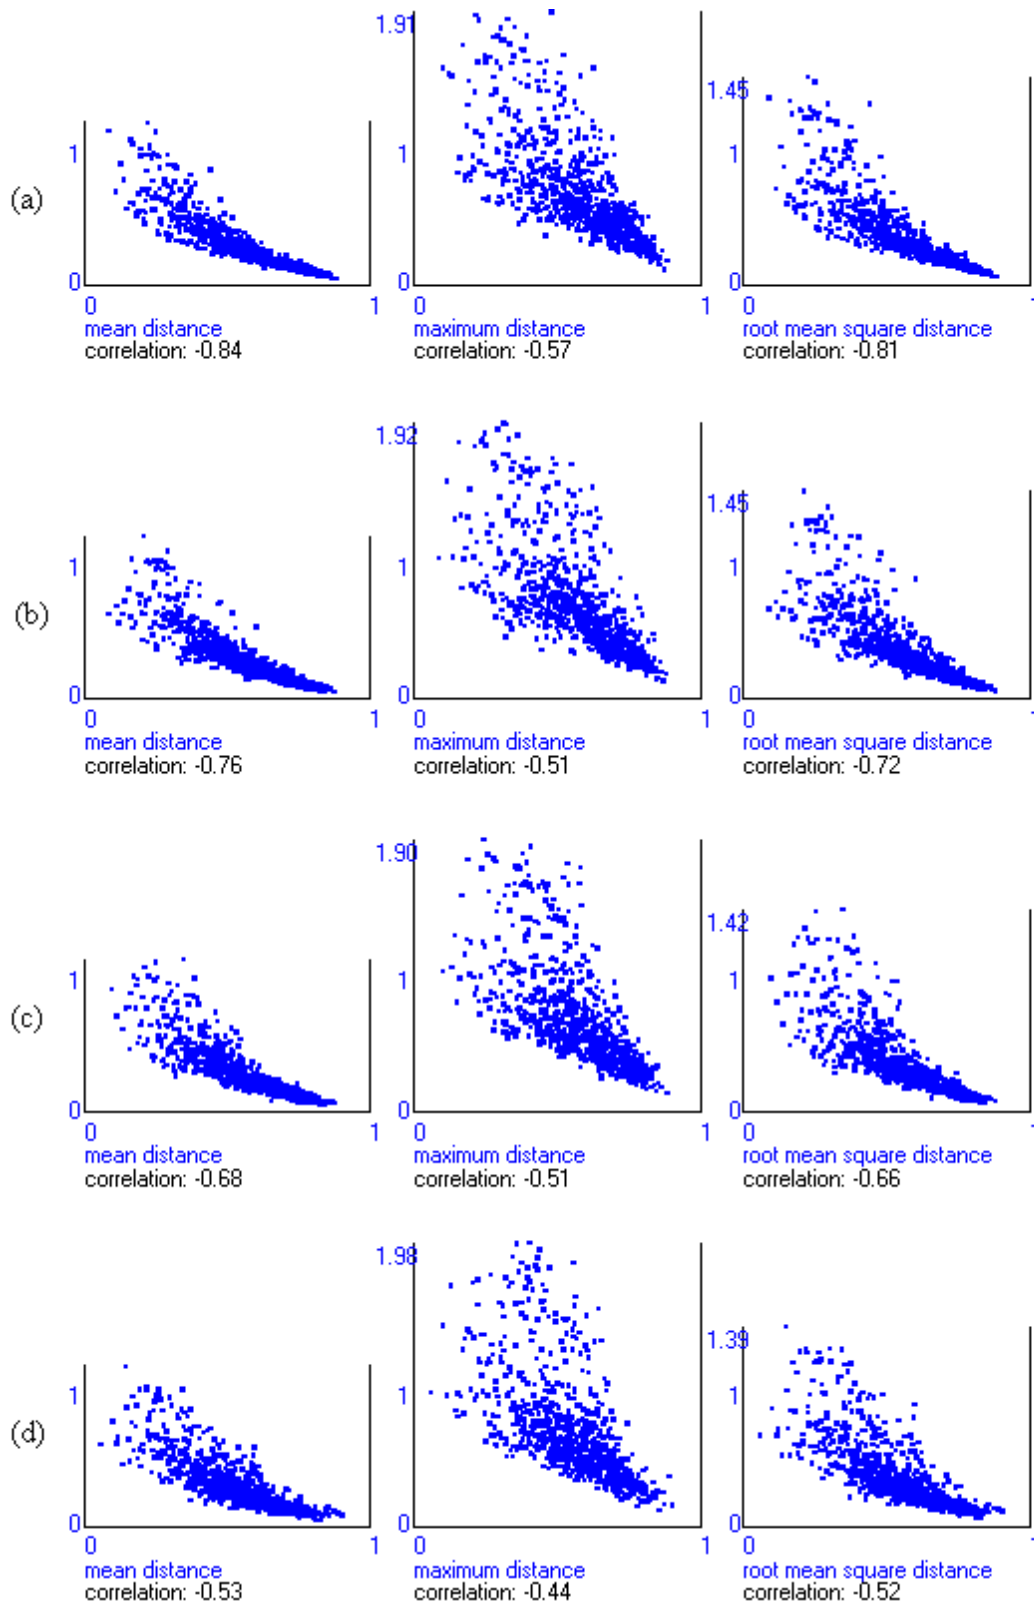 1.91
1.45
1
1
1
(a)
0
0
0
0 1
0 1
0 1
mean distance
maximum distance
root mean square distance
correlation: -0.84
correlation: -0.57
correlation: -0.81
1.92
1.45
1
1
1
(b)
0
0
0
0 1
0 1
0 1
mean distance
maximum distance
root mean square distance
correlation: -0.76
correlation: -0.51
correlation: -0.72
1.90
1.42
1
1
1
(c)
0
0
0
0 1
0 1
0 1
mean distance
maximum distance
root mean square distance
correlation: -0.68
correlation: -0.51
correlation: -0.66
1.98
1.39
1
1
1
(d)
0
0
0
0 1
0 1
0 1
mean distance
maximum distance
root mean square distance
correlation: -0.53
correlation: -0.44
correlation: -0.52